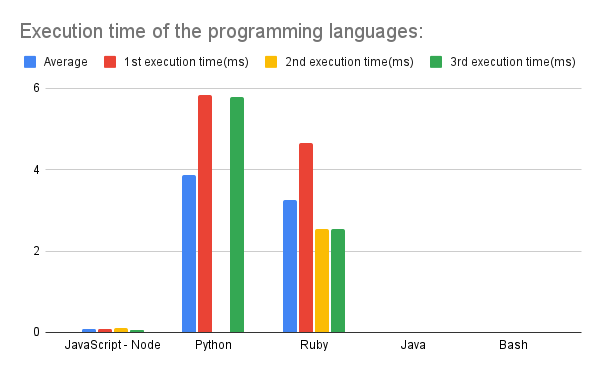 Execution time of the programming languages:
Average 1st execution time(ms) 2nd execution time(ms) 3rd execution time(ms)
6
4
2
0
JavaScript - Node Python Ruby Java Bash